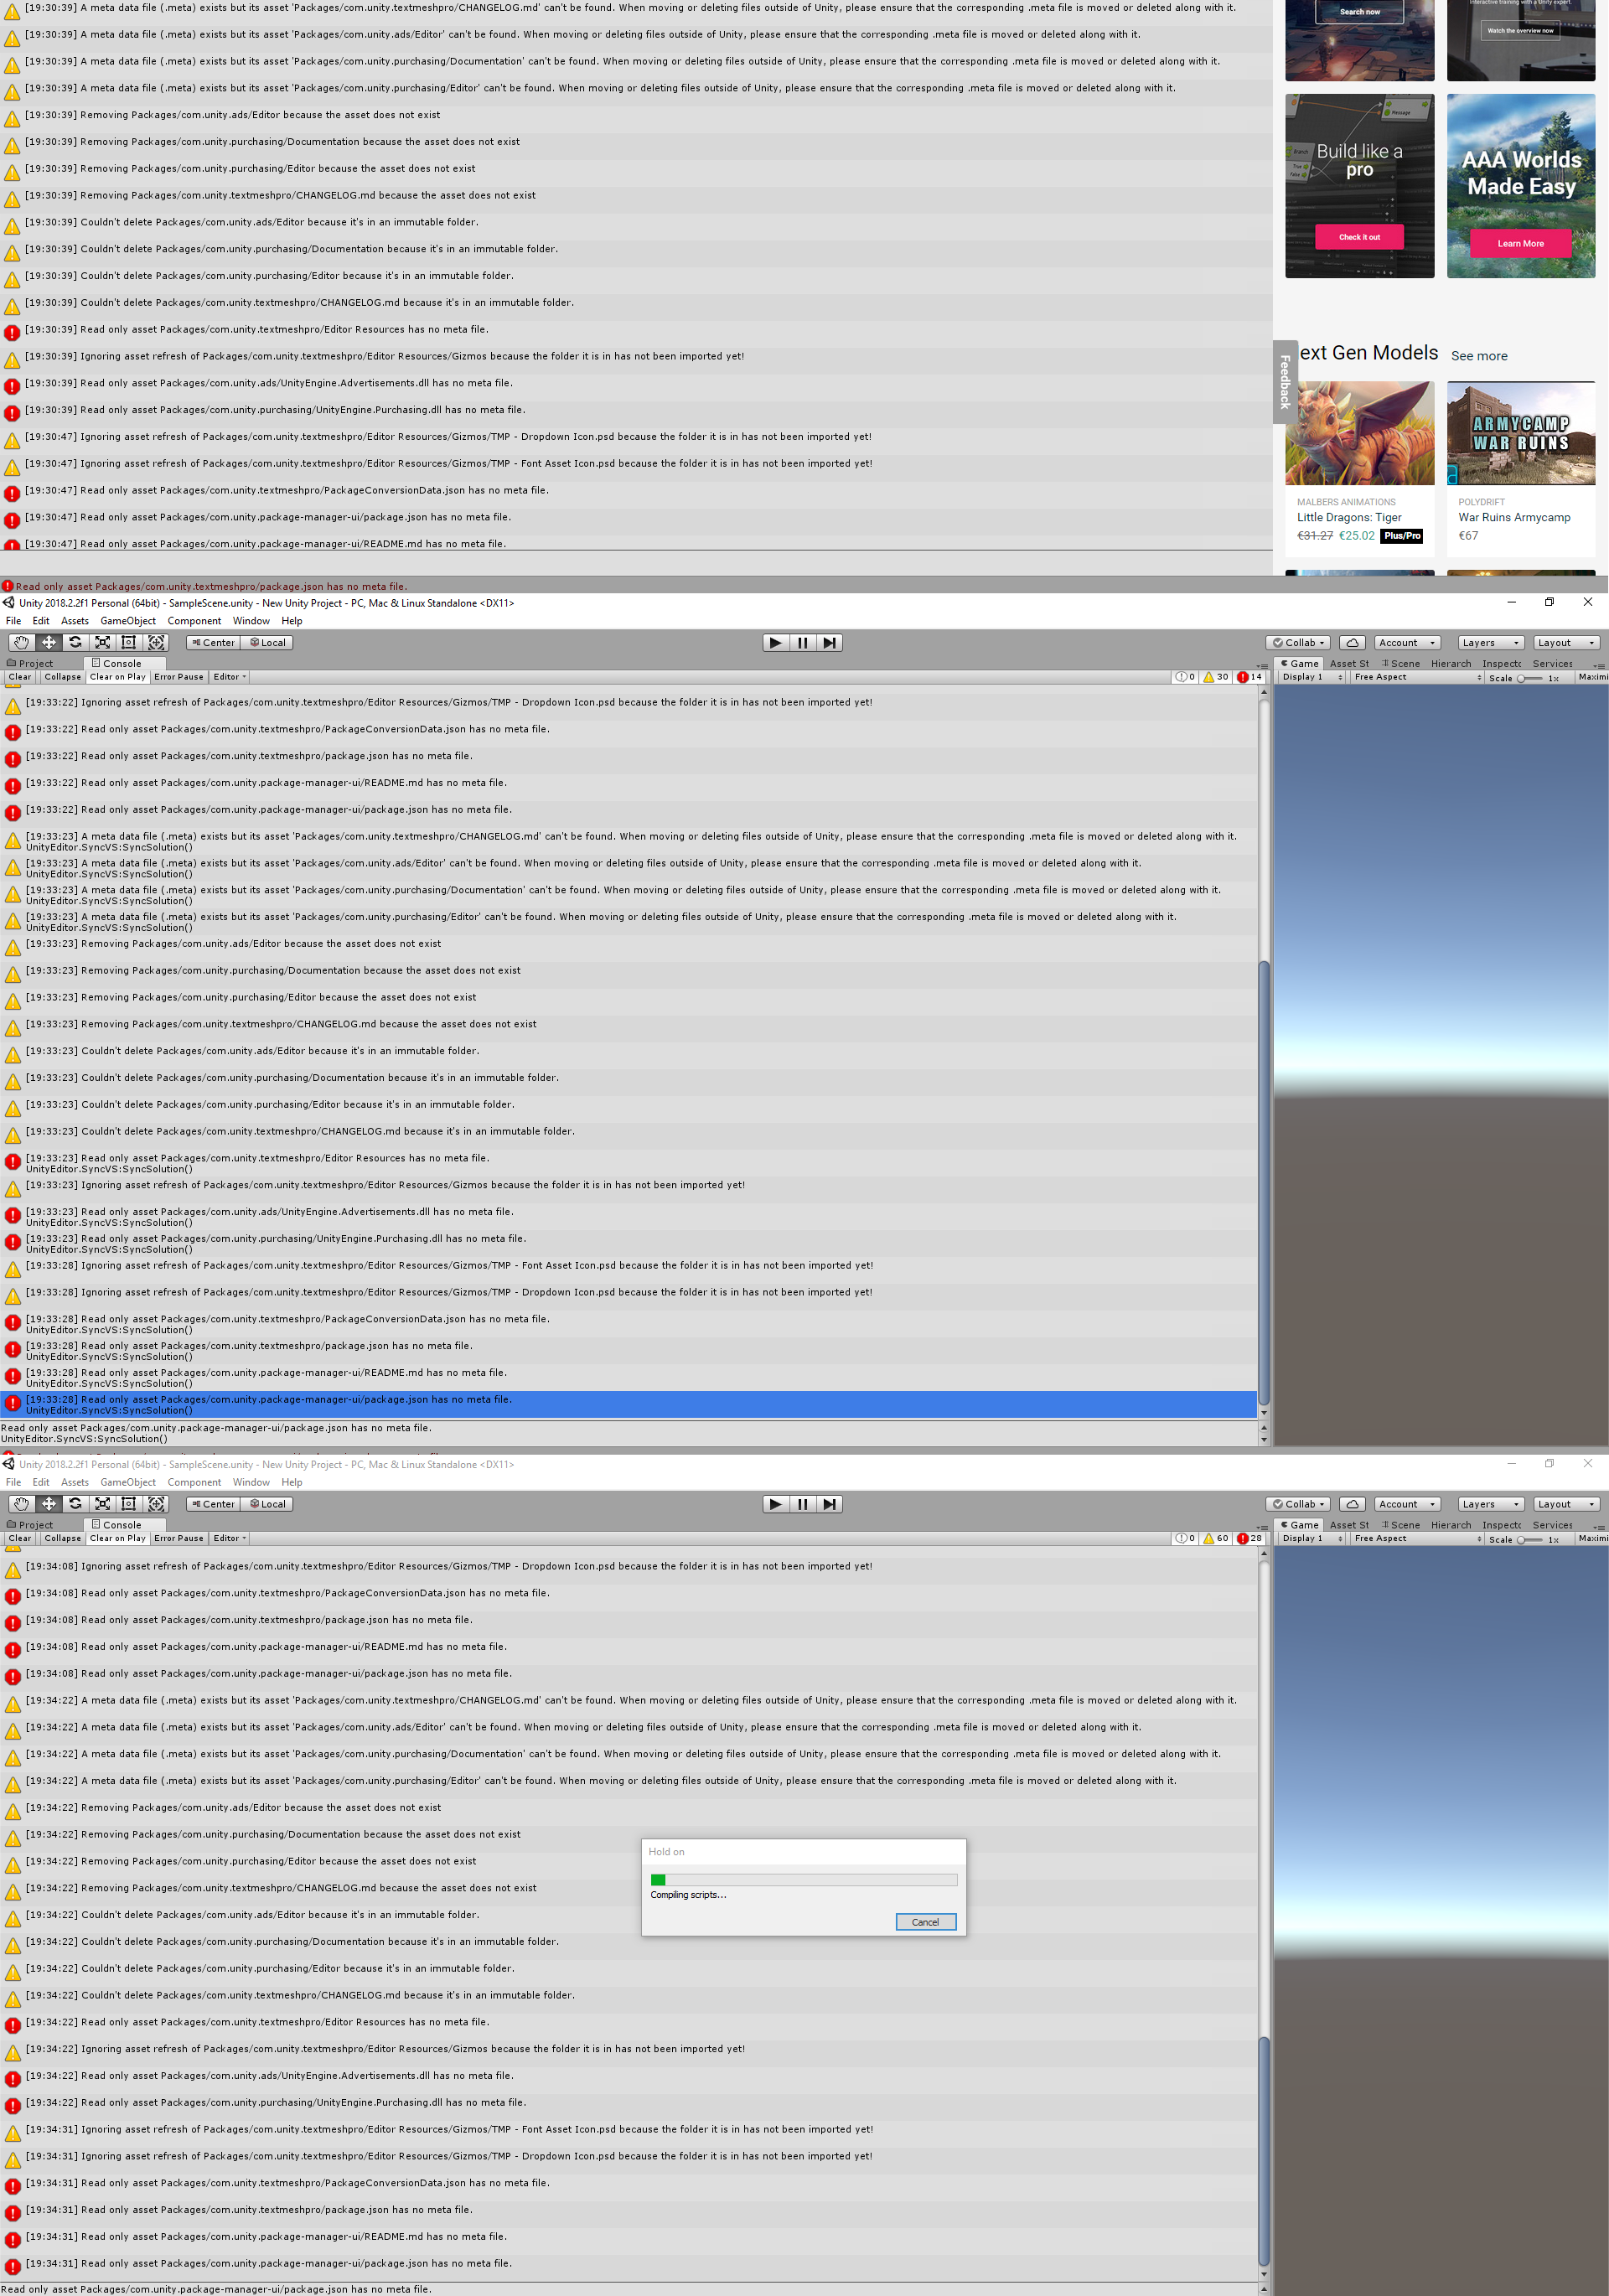 [19:30:39] A meta data file (.meta) exists but its asset 'Packages/com.unity.textmeshpro/CHANGELOG.md' can't be found. When moving or deleting files outside of Unity, please ensure that the corresponding .meta file is moved or deleted along with it.
[19:30:39] A meta data file (.meta) exists but its asset 'Packages/com.unity.ads/Editor' can't be found. When moving or deleting files outside of Unity, please ensure that the corresponding .meta file is moved or deleted along with it.
[19:30:39] A meta data file (.meta) exists but its asset 'Packages/com.unity.purchasing/Documentation' can't be found. When moving or deleting files outside of Unity, please ensure that the corresponding .meta file is moved or deleted along with it.
[19:30:39] A meta data file (.meta) exists but its asset 'Packages/com.unity.purchasing/Editor' can't be found. When moving or deleting files outside of Unity, please ensure that the corresponding .meta file is moved or deleted along with it.
[19:30:39] Removing Packages/com.unity.ads/Editor because the asset does not exist
[19:30:39] Removing Packages/com.unity.purchasing/Documentation because the asset does not exist
[19:30:39] Removing Packages/com.unity.purchasing/Editor because the asset does not exist
[19:30:39] Removing Packages/com.unity.textmeshpro/CHANGELOG.md because the asset does not exist
[19:30:39] Couldn't delete Packages/com.unity.ads/Editor because it's in an immutable folder.
[19:30:39] Couldn't delete Packages/com.unity.purchasing/Documentation because it's in an immutable folder.
[19:30:39] Couldn't delete Packages/com.unity.purchasing/Editor because it's in an immutable folder.
[19:30:39] Couldn't delete Packages/com.unity.textmeshpro/CHANGELOG.md because it's in an immutable folder.
[19:30:39] Read only asset Packages/com.unity.textmeshpro/Editor Resources has no meta file.
[19:30:39] Ignoring asset refresh of Packages/com.unity.textmeshpro/Editor Resources/Gizmos because the folder it is in has not been imported yet!
[19:30:39] Read only asset Packages/com.unity.ads/UnityEngine.Advertisements.dll has no meta file.
[19:30:39] Read only asset Packages/com.unity.purchasing/UnityEngine.Purchasing.dll has no meta file.
[19:30:47] Ignoring asset refresh of Packages/com.unity.textmeshpro/Editor Resources/Gizmos/TMP - Dropdown Icon.psd because the folder it is in has not been imported yet!
[19:30:47] Ignoring asset refresh of Packages/com.unity.textmeshpro/Editor Resources/Gizmos/TMP - Font Asset Icon.psd because the folder it is in has not been imported yet!
[19:30:47] Read only asset Packages/com.unity.textmeshpro/PackageConversionData.json has no meta file.
[19:30:47] Read only asset Packages/com.unity.package-manager-ui/package.json has no meta file.
[19:30:47] Read only asset Packages/com.unity.package-manager-ui/README.md has no meta file.
Read only asset Packages/com.unity.textmeshpro/package.json has no meta file.
Search now
Interactive training with a Unity expert.
Watch the overview now
Message
Branch
True
False
Build like a
pro
Check it out
AAA Worlds
Made Easy
Learn More
Feedback
ext Gen Models See more
ARMYCAMP
WAR RUINS
MALBERS ANIMATIONS
Little Dragons: Tiger
€31.27 €25.02 Plus/Pro
POLYDRIFT
War Ruins Armycamp
€67
Unity 2018.2.2f1 Personal (64bit) - SampleScene.unity - New Unity Project - PC, Mac & Linux Standalone <DX11>
File Edit Assets GameObject Component Window Help
Center Local Collab Account Layers Layout
Project Console Game Asset St Scene Hierarch Inspectc Services
Clear Collapse Clear on Play Error Pause Editor 0 30 14 Display 1 Free Aspect Scale 1x Maximi
[19:33:22] Ignoring asset refresh of Packages/com.unity.textmeshpro/Editor Resources/Gizmos/TMP - Dropdown Icon.psd because the folder it is in has not been imported yet!
[19:33:22] Read only asset Packages/com.unity.textmeshpro/PackageConversionData.json has no meta file.
[19:33:22] Read only asset Packages/com.unity.textmeshpro/package.json has no meta file.
[19:33:22] Read only asset Packages/com.unity.package-manager-ui/README.md has no meta file.
[19:33:22] Read only asset Packages/com.unity.package-manager-ui/package.json has no meta file.
[19:33:23] A meta data file (.meta) exists but its asset 'Packages/com.unity.textmeshpro/CHANGELOG.md' can't be found. When moving or deleting files outside of Unity, please ensure that the corresponding .meta file is moved or deleted along with it.
UnityEditor.SyncVS:SyncSolution()
[19:33:23] A meta data file (.meta) exists but its asset 'Packages/com.unity.ads/Editor' can't be found. When moving or deleting files outside of Unity, please ensure that the corresponding .meta file is moved or deleted along with it.
UnityEditor.SyncVS:SyncSolution()
[19:33:23] A meta data file (.meta) exists but its asset 'Packages/com.unity.purchasing/Documentation' can't be found. When moving or deleting files outside of Unity, please ensure that the corresponding .meta file is moved or deleted along with it.
UnityEditor.SyncVS:SyncSolution()
[19:33:23] A meta data file (.meta) exists but its asset 'Packages/com.unity.purchasing/Editor' can't be found. When moving or deleting files outside of Unity, please ensure that the corresponding .meta file is moved or deleted along with it.
UnityEditor.SyncVS:SyncSolution()
[19:33:23] Removing Packages/com.unity.ads/Editor because the asset does not exist
[19:33:23] Removing Packages/com.unity.purchasing/Documentation because the asset does not exist
[19:33:23] Removing Packages/com.unity.purchasing/Editor because the asset does not exist
[19:33:23] Removing Packages/com.unity.textmeshpro/CHANGELOG.md because the asset does not exist
[19:33:23] Couldn't delete Packages/com.unity.ads/Editor because it's in an immutable folder.
[19:33:23] Couldn't delete Packages/com.unity.purchasing/Documentation because it's in an immutable folder.
[19:33:23] Couldn't delete Packages/com.unity.purchasing/Editor because it's in an immutable folder.
[19:33:23] Couldn't delete Packages/com.unity.textmeshpro/CHANGELOG.md because it's in an immutable folder.
[19:33:23] Read only asset Packages/com.unity.textmeshpro/Editor Resources has no meta file.
UnityEditor.SyncVS:SyncSolution()
[19:33:23] Ignoring asset refresh of Packages/com.unity.textmeshpro/Editor Resources/Gizmos because the folder it is in has not been imported yet!
[19:33:23] Read only asset Packages/com.unity.ads/UnityEngine.Advertisements.dll has no meta file.
UnityEditor.SyncVS:SyncSolution()
[19:33:23] Read only asset Packages/com.unity.purchasing/UnityEngine.Purchasing.dll has no meta file.
UnityEditor.SyncVS:SyncSolution()
[19:33:28] Ignoring asset refresh of Packages/com.unity.textmeshpro/Editor Resources/Gizmos/TMP - Font Asset Icon.psd because the folder it is in has not been imported yet!
[19:33:28] Ignoring asset refresh of Packages/com.unity.textmeshpro/Editor Resources/Gizmos/TMP - Dropdown Icon.psd because the folder it is in has not been imported yet!
[19:33:28] Read only asset Packages/com.unity.textmeshpro/PackageConversionData.json has no meta file.
UnityEditor.SyncVS:SyncSolution()
[19:33:28] Read only asset Packages/com.unity.textmeshpro/package.json has no meta file.
UnityEditor.SyncVS:SyncSolution()
[19:33:28] Read only asset Packages/com.unity.package-manager-ui/README.md has no meta file.
UnityEditor.SyncVS:SyncSolution()
[19:33:28] Read only asset Packages/com.unity.package-manager-ui/package.json has no meta file.
UnityEditor.SyncVS:SyncSolution()
Read only asset Packages/com.unity.package-manager-ui/package.json has no meta file.
UnityEditor.SyncVS:SyncSolution()
Unity 2018.2.2f1 Personal (64bit) - SampleScene.unity - New Unity Project - PC, Mac & Linux Standalone <DX11>
File Edit Assets GameObject Component Window Help
Center Local Collab Account Layers Layout
Project Console Game Asset St Scene Hierarch Inspectc Services
Clear Collapse Clear on Play Error Pause Editor 0 60 28 Display 1 Free Aspect Scale 1x Maximi
[19:34:08] Ignoring asset refresh of Packages/com.unity.textmeshpro/Editor Resources/Gizmos/TMP - Dropdown Icon.psd because the folder it is in has not been imported yet!
[19:34:08] Read only asset Packages/com.unity.textmeshpro/PackageConversionData.json has no meta file.
[19:34:08] Read only asset Packages/com.unity.textmeshpro/package.json has no meta file.
[19:34:08] Read only asset Packages/com.unity.package-manager-ui/README.md has no meta file.
[19:34:08] Read only asset Packages/com.unity.package-manager-ui/package.json has no meta file.
[19:34:22] A meta data file (.meta) exists but its asset 'Packages/com.unity.textmeshpro/CHANGELOG.md' can't be found. When moving or deleting files outside of Unity, please ensure that the corresponding .meta file is moved or deleted along with it.
[19:34:22] A meta data file (.meta) exists but its asset 'Packages/com.unity.ads/Editor' can't be found. When moving or deleting files outside of Unity, please ensure that the corresponding .meta file is moved or deleted along with it.
[19:34:22] A meta data file (.meta) exists but its asset 'Packages/com.unity.purchasing/Documentation' can't be found. When moving or deleting files outside of Unity, please ensure that the corresponding .meta file is moved or deleted along with it.
[19:34:22] A meta data file (.meta) exists but its asset 'Packages/com.unity.purchasing/Editor' can't be found. When moving or deleting files outside of Unity, please ensure that the corresponding .meta file is moved or deleted along with it.
[19:34:22] Removing Packages/com.unity.ads/Editor because the asset does not exist
[19:34:22] Removing Packages/com.unity.purchasing/Documentation because the asset does not exist
[19:34:22] Removing Packages/com.unity.purchasing/Editor because the asset does not exist
[19:34:22] Removing Packages/com.unity.textmeshpro/CHANGELOG.md because the asset does not exist
[19:34:22] Couldn't delete Packages/com.unity.ads/Editor because it's in an immutable folder.
[19:34:22] Couldn't delete Packages/com.unity.purchasing/Documentation because it's in an immutable folder.
[19:34:22] Couldn't delete Packages/com.unity.purchasing/Editor because it's in an immutable folder.
[19:34:22] Couldn't delete Packages/com.unity.textmeshpro/CHANGELOG.md because it's in an immutable folder.
[19:34:22] Read only asset Packages/com.unity.textmeshpro/Editor Resources has no meta file.
[19:34:22] Ignoring asset refresh of Packages/com.unity.textmeshpro/Editor Resources/Gizmos because the folder it is in has not been imported yet!
[19:34:22] Read only asset Packages/com.unity.ads/UnityEngine.Advertisements.dll has no meta file.
[19:34:22] Read only asset Packages/com.unity.purchasing/UnityEngine.Purchasing.dll has no meta file.
[19:34:31] Ignoring asset refresh of Packages/com.unity.textmeshpro/Editor Resources/Gizmos/TMP - Font Asset Icon.psd because the folder it is in has not been imported yet!
[19:34:31] Ignoring asset refresh of Packages/com.unity.textmeshpro/Editor Resources/Gizmos/TMP - Dropdown Icon.psd because the folder it is in has not been imported yet!
[19:34:31] Read only asset Packages/com.unity.textmeshpro/PackageConversionData.json has no meta file.
[19:34:31] Read only asset Packages/com.unity.textmeshpro/package.json has no meta file.
[19:34:31] Read only asset Packages/com.unity.package-manager-ui/README.md has no meta file.
[19:34:31] Read only asset Packages/com.unity.package-manager-ui/package.json has no meta file.
Read only asset Packages/com.unity.package-manager-ui/package.json has no meta file.
Hold on
Compiling scripts...
Cancel